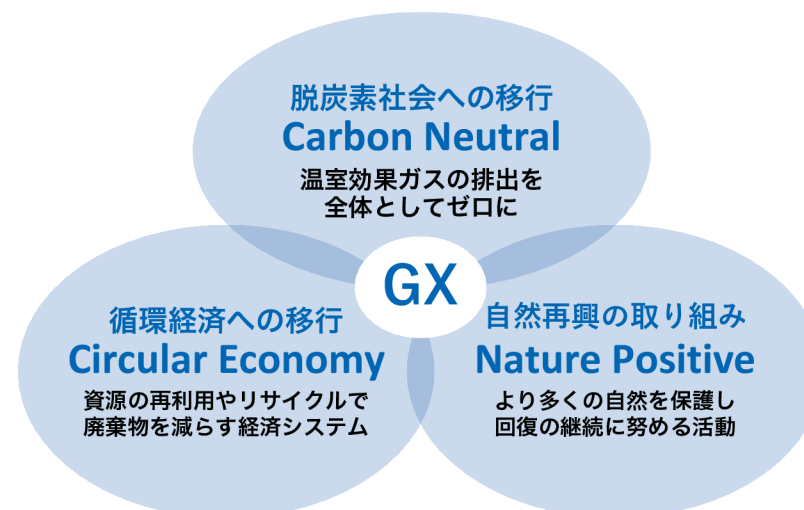 脱炭素社会への移行
Carbon Neutral
温室効果ガスの排出を
全体としてゼロに
GX
循環経済への移行
Circular Economy
資源の再利用やリサイクルで
廃棄物を減らす経済システム
自然再興の取り組み
Nature Positive
より多くの自然を保護し
回復の継続に努める活動